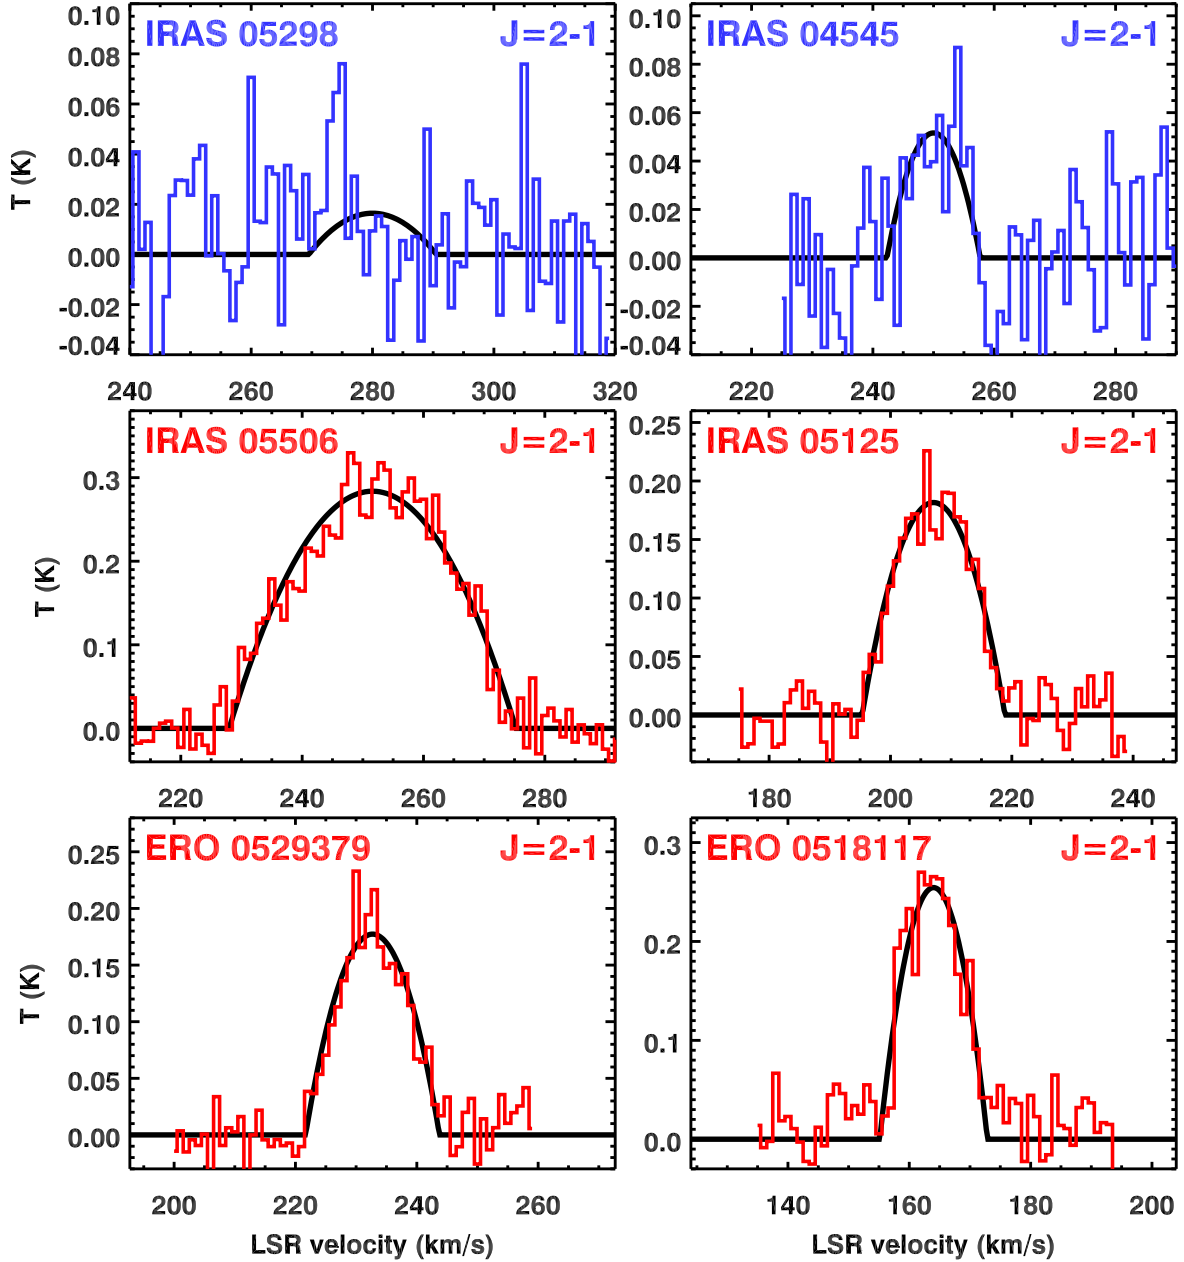 IRAS 05298 J=2-1
IRAS 04545 J=2-1
0.10
0.08
0.06
0.04
0.02
0.00
-0.02
-0.04
T (K)
240 260 280 300 320
0.10
0.08
0.06
0.04
0.02
0.00
-0.02
-0.04
220 240 260 280
IRAS 05506 J=2-1
IRAS 05125 J=2-1
0.3
0.2
0.1
0.0
T (K)
220 240 260 280
0.25
0.20
0.15
0.10
0.05
0.00
180 200 220 240
ERO 0529379 J=2-1
ERO 0518117 J=2-1
0.25
0.20
0.15
0.10
0.05
0.00
T (K)
200 220 240 260
LSR velocity (km/s)
0.3
0.2
0.1
0.0
140 160 180 200
LSR velocity (km/s)